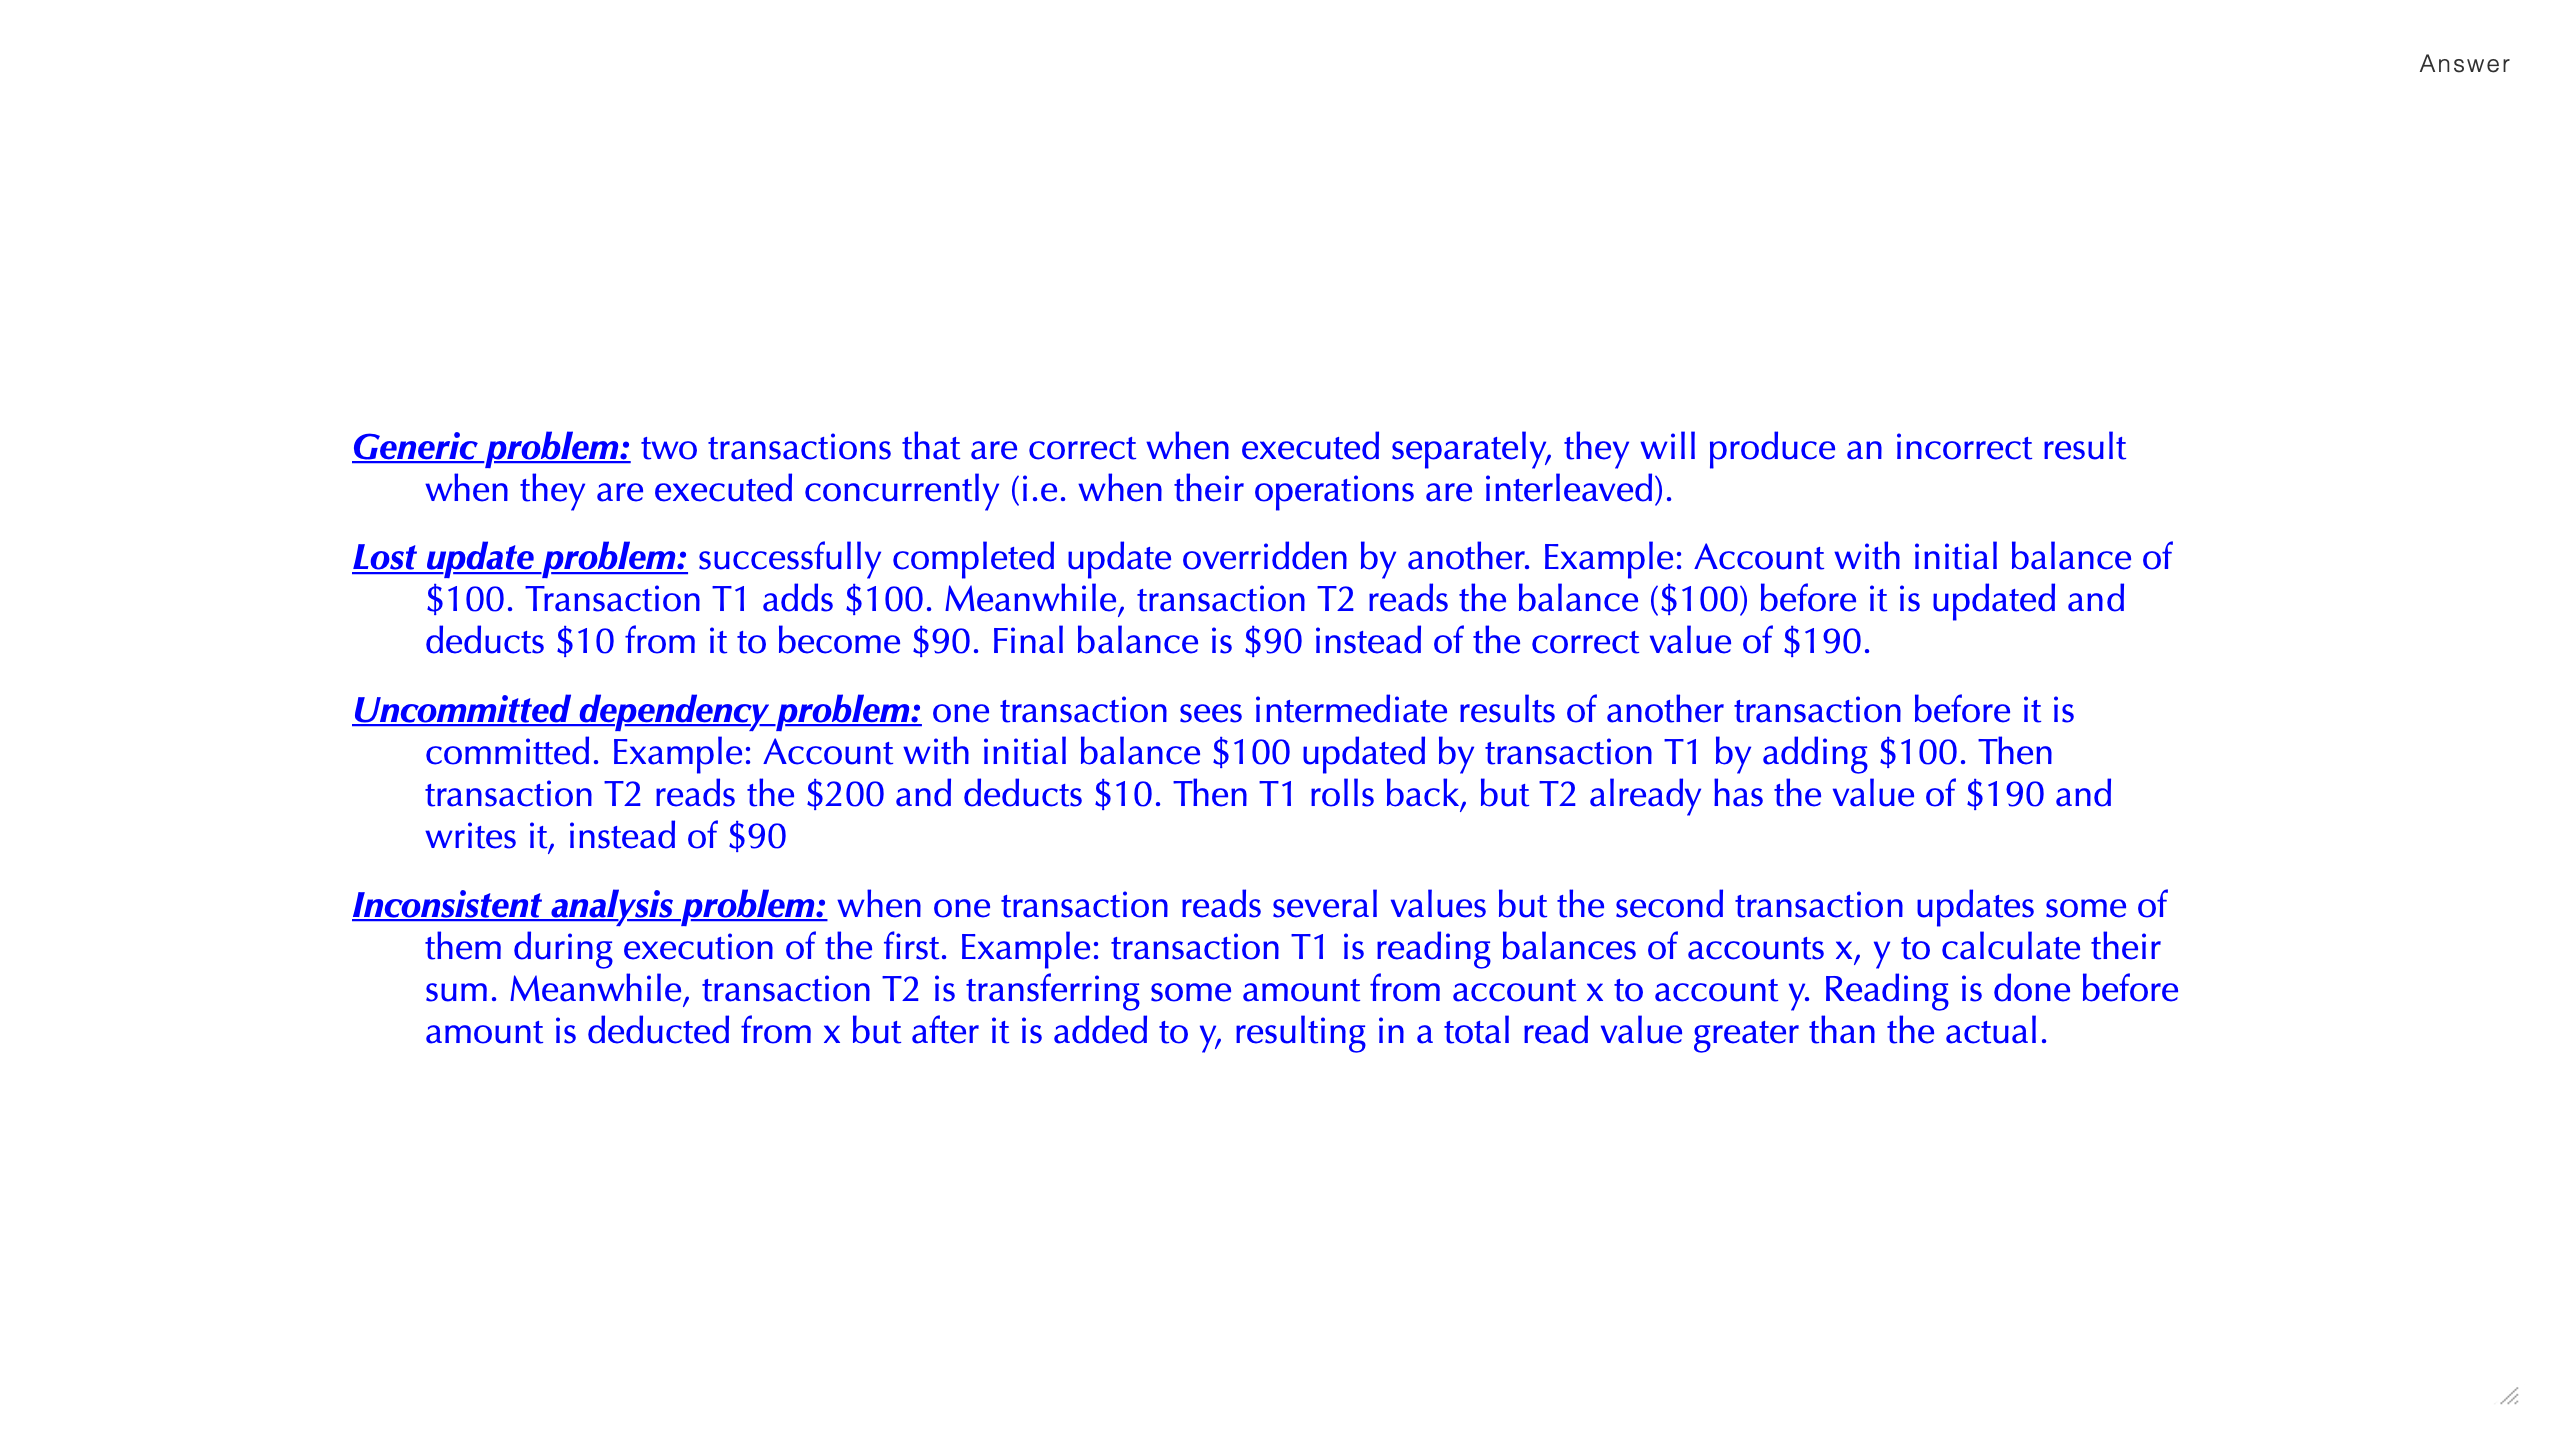 Answer
Generic problem: two transactions that are correct when executed separately, they will produce an incorrect result
when they are executed concurrently (i.e. when their operations are interleaved).
Lost update problem: successfully completed update overridden by another. Example: Account with initial balance of
$100. Transaction T1 adds $100. Meanwhile, transaction T2 reads the balance ($100) before it is updated and
deducts $10 from it to become $90. Final balance is $90 instead of the correct value of $190.
Uncommitted dependency problem: one transaction sees intermediate results of another transaction before it is
committed. Example: Account with initial balance $100 updated by transaction T1 by adding $100. Then
transaction T2 reads the $200 and deducts $10. Then T1 rolls back, but T2 already has the value of $190 and
writes it, instead of $90
Inconsistent analysis problem: when one transaction reads several values but the second transaction updates some of
them during execution of the first. Example: transaction T1 is reading balances of accounts x, y to calculate their
sum. Meanwhile, transaction T2 is transferring some amount from account x to account y. Reading is done before
amount is deducted from x but after it is added to y, resulting in a total read value greater than the actual.